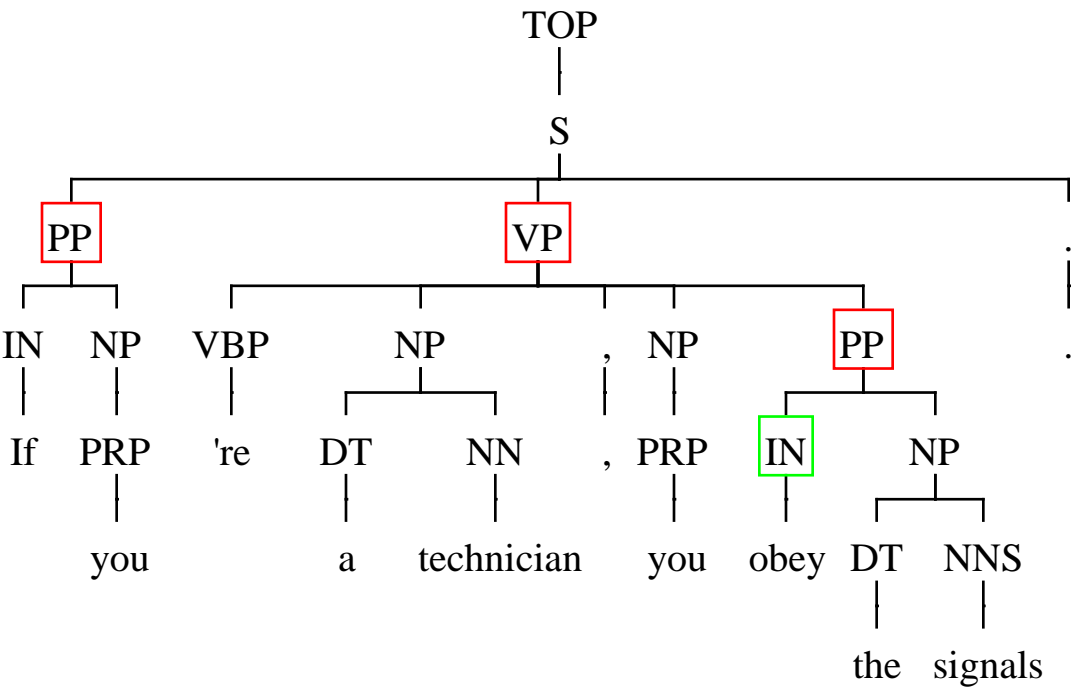 TOP
S
PP VP .
IN NP VBP NP , NP PP .
If PRP 're DT NN , PRP IN NP
you a technician you obey DT NNS
the signals